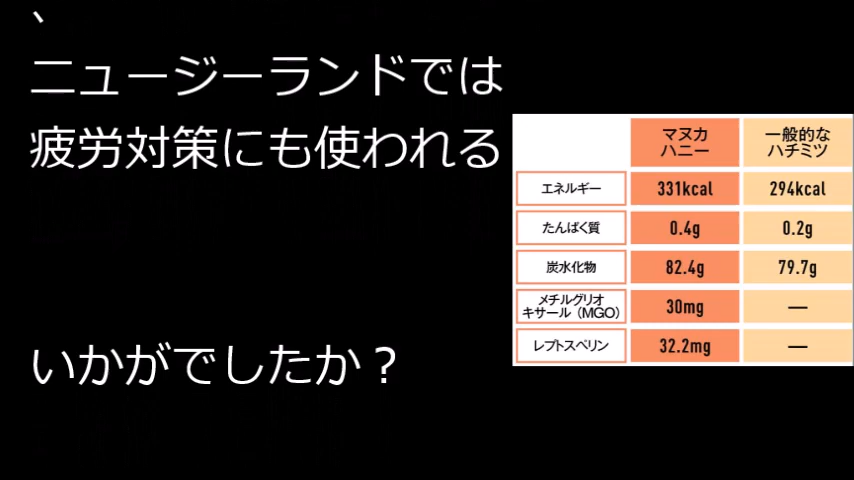 、
ニュージーランドでは
疲労対策にも使われる
いかがでしたか？
マヌカ
ハニー
一般的な
ハチミツ
エネルギー 331kcal 294kcal
たんぱく質 0.4g 0.2g
炭水化物 82.4g 79.7g
メチルグリオ
キサール（MGO） 30mg —
レプトスペリン 32.2mg —